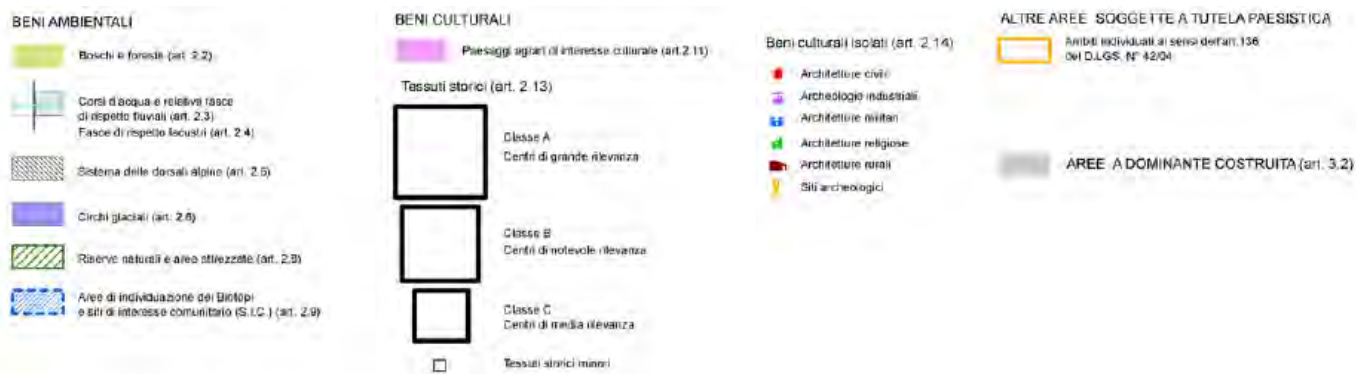 BENI AMBIENTALI
Boschi e foreste (art. 2.2)
Corsi d'acqua e relative fasce
di rispetto fluviali (art. 2.3)
Fasce di rispetto lacustri (art. 2.4)
Sistema delle dorsali alpine (art. 2.5)
Circhi glaciali (art. 2.6)
Riserve naturali e aree attrezzate (art. 2.8)
Aree di individuazione dei Biotopi
e siti di interesse comunitario (S.I.C.) (art. 2.9)
BENI CULTURALI
Paesaggi agrari di interesse culturale (art.2.11)
Tessuti storici (art. 2.13)
Classe A
Centri di grande rilevanza
Classe B
Centri di notevole rilevanza
Classe C
Centri di media rilevanza
Tessuti storici minori
Beni culturali isolati (art. 2.14)
Architetture civili
Archeologie industriali
Architetture militari
Architetture religiose
Architetture rurali
Siti archeologici
ALTRE AREE SOGGETTE A TUTELA PAESISTICA
Ambiti individuati ai sensi dell'art.136
del D.LGS. N° 42/04
AREE A DOMINANTE COSTRUITA (art. 3.2)